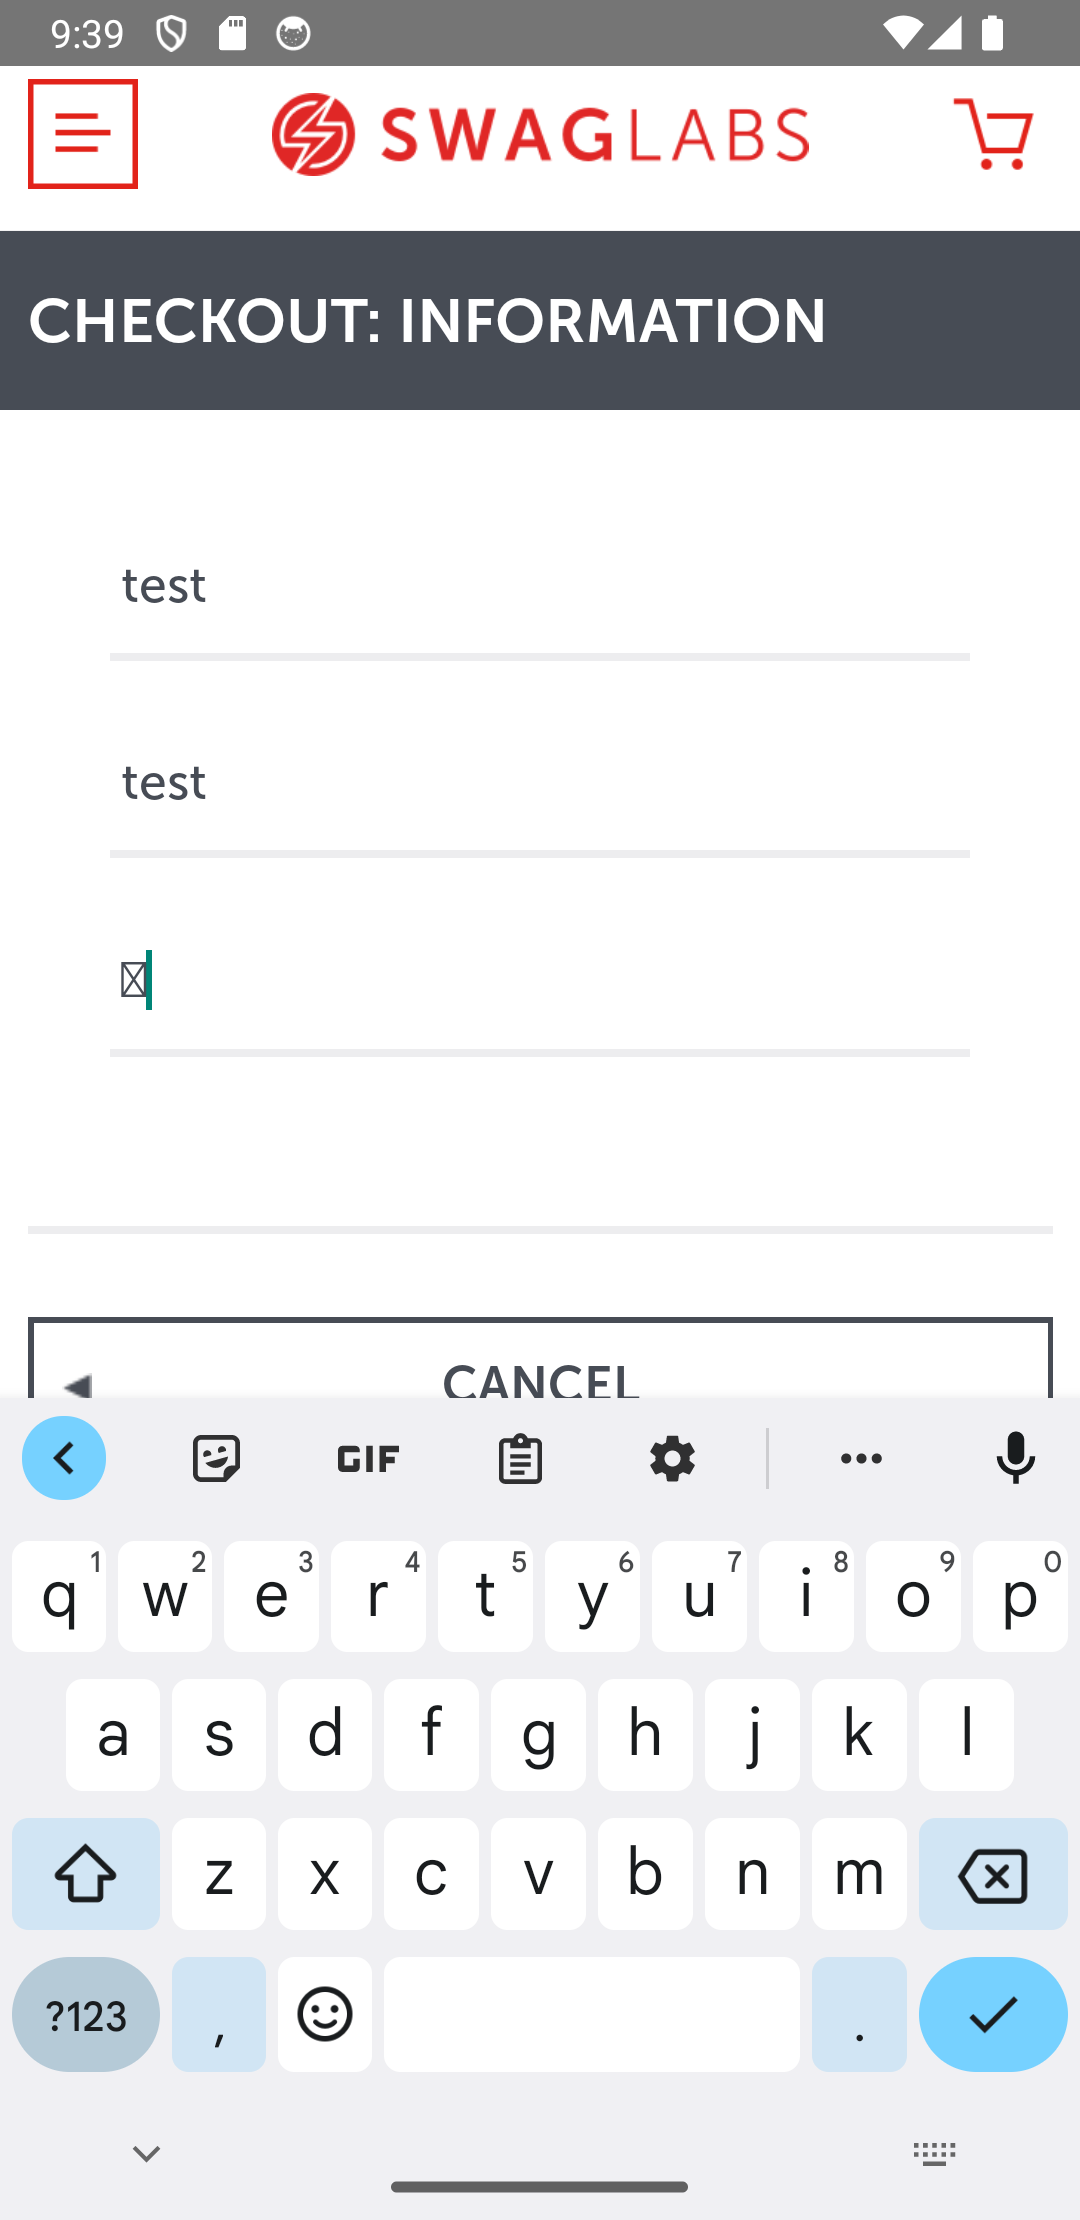 9:39
SWAGLABS
CHECKOUT: INFORMATION
test
test
CANCEL
GIF
q 1 w 2 e 3 r 4 t 5 y 6 u 7 i 8 o 9 p 0
a s d f g h j k l
z x c v b n m
?123 , .